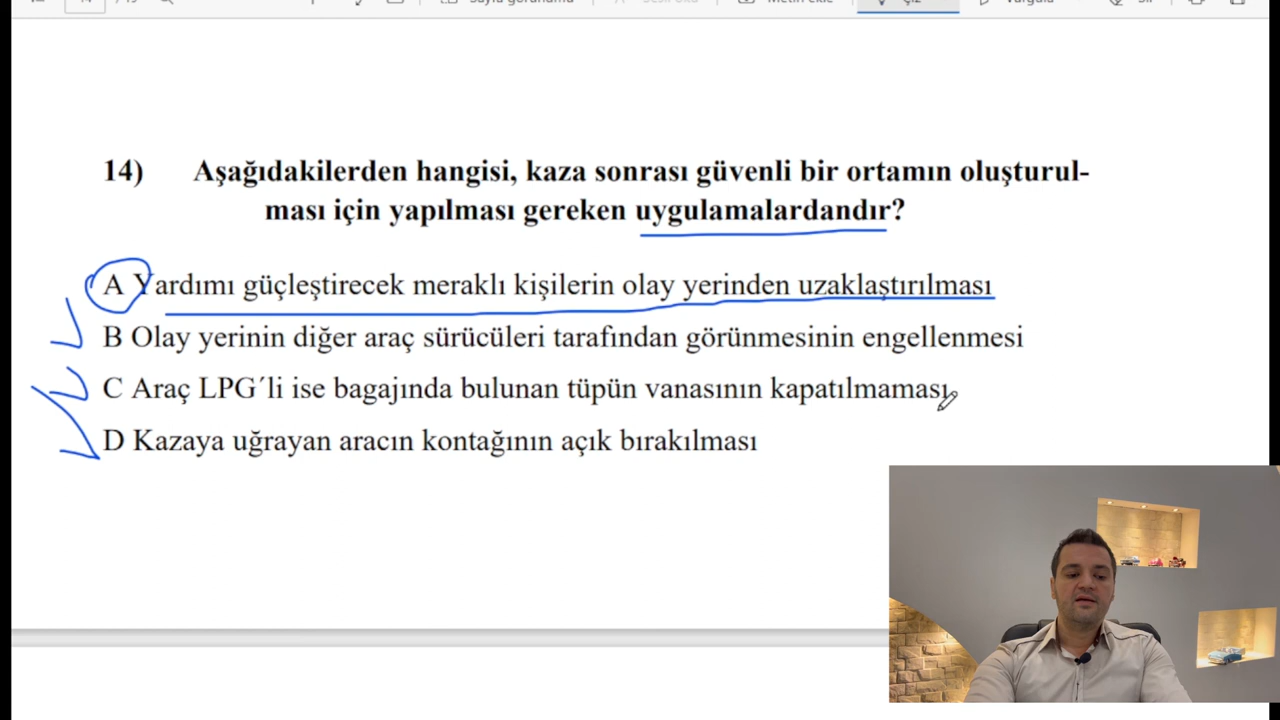 14) Aşağıdakilerden hangisi, kaza sonrası güvenli bir ortamın oluşturul-
ması için yapılması gereken uygulamalardandır?
A Yardımı güçleştirecek meraklı kişilerin olay yerinden uzaklaştırılması
B Olay yerinin diğer araç sürücüleri tarafından görünmesinin engellenmesi
C Araç LPG´li ise bagajında bulunan tüpün vanasının kapatılmaması
D Kazaya uğrayan aracın kontağının açık bırakılması